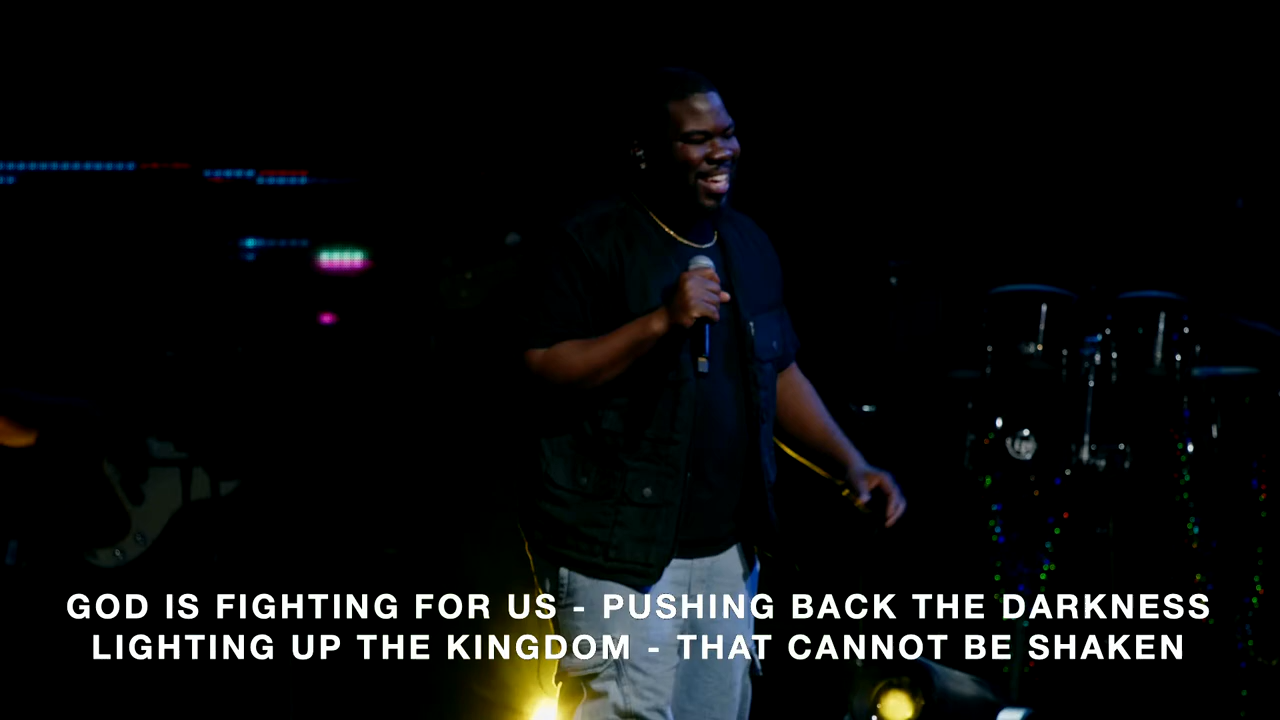 GOD IS FIGHTING FOR US - PUSHING BACK THE DARKNESS
LIGHTING UP THE KINGDOM - THAT CANNOT BE SHAKEN